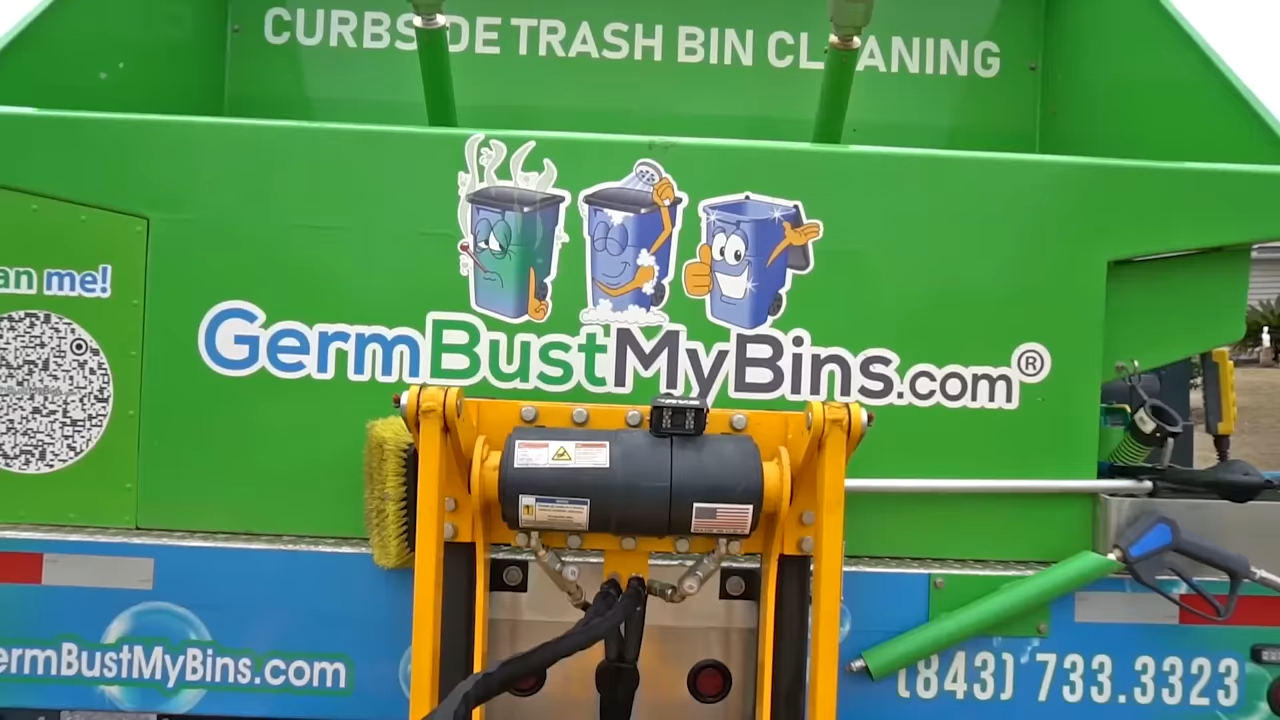 CURBSIDE TRASH BIN CLEANING
an me!
GermBustMyBins.com®
ermBustMyBins.com
(843) 733.3323